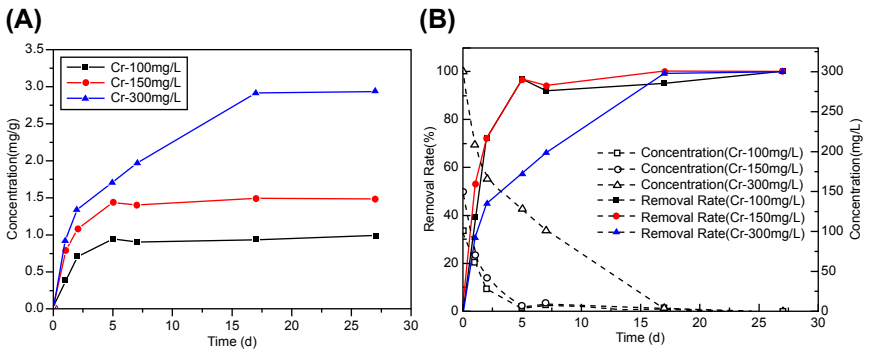 (A)
Cr-100mg/L
Cr-150mg/L
Cr-300mg/L
Concentration(mg/g)
4.0
3.5
3.0
2.5
2.0
1.5
1.0
0.5
0.0
0 5 10 15 20 25 30
Time (d)
(B)
Removal Rate(%)
100
80
60
40
20
0
Concentration(Cr-100mg/L)
Concentration(Cr-150mg/L)
Concentration(Cr-300mg/L)
Removal Rate(Cr-100mg/L)
Removal Rate(Cr-150mg/L)
Removal Rate(Cr-300mg/L)
300
250
200
150
100
50
0
Concentration(mg/L)
0 5 10 15 20 25 30
Time (d)